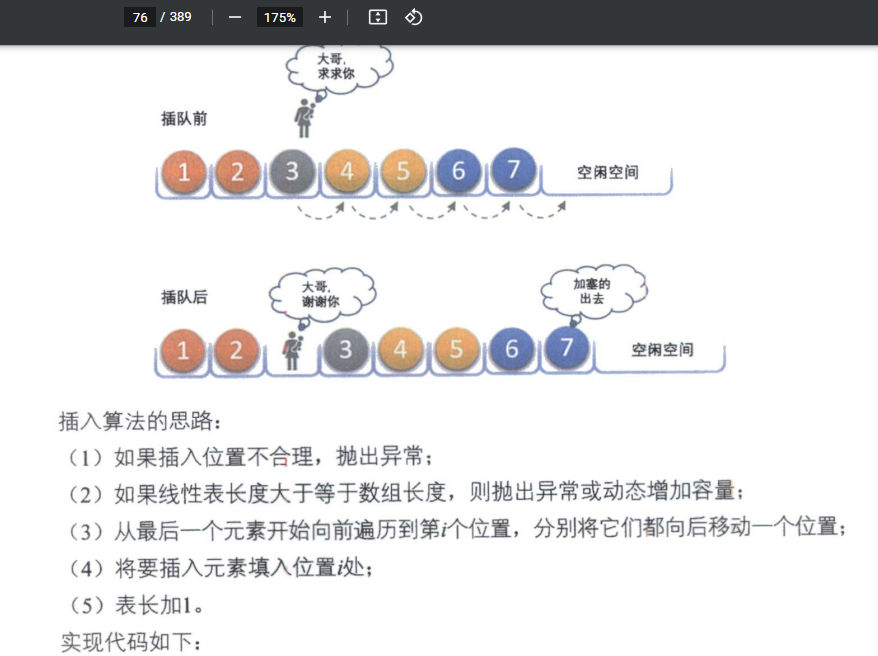 76 / 389 175%
大哥，
求求你
插队前
1 2 3 4 5 6 7 空闲空间
大哥，
谢谢你
加塞的
出去
插队后
1 2 3 4 5 6 7 空闲空间
插入算法的思路：
（1）如果插入位置不合理，抛出异常；
（2）如果线性表长度大于等于数组长度，则抛出异常或动态增加容量；
（3）从最后一个元素开始向前遍历到第i个位置，分别将它们都向后移动一个位置；
（4）将要插入元素填入位置i处；
（5）表长加1。
实现代码如下：